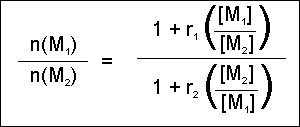 n(M₁) / n(M₂) = (1 + r₁ ([M₁] / [M₂])) / (1 + r₂ ([M₂] / [M₁]))